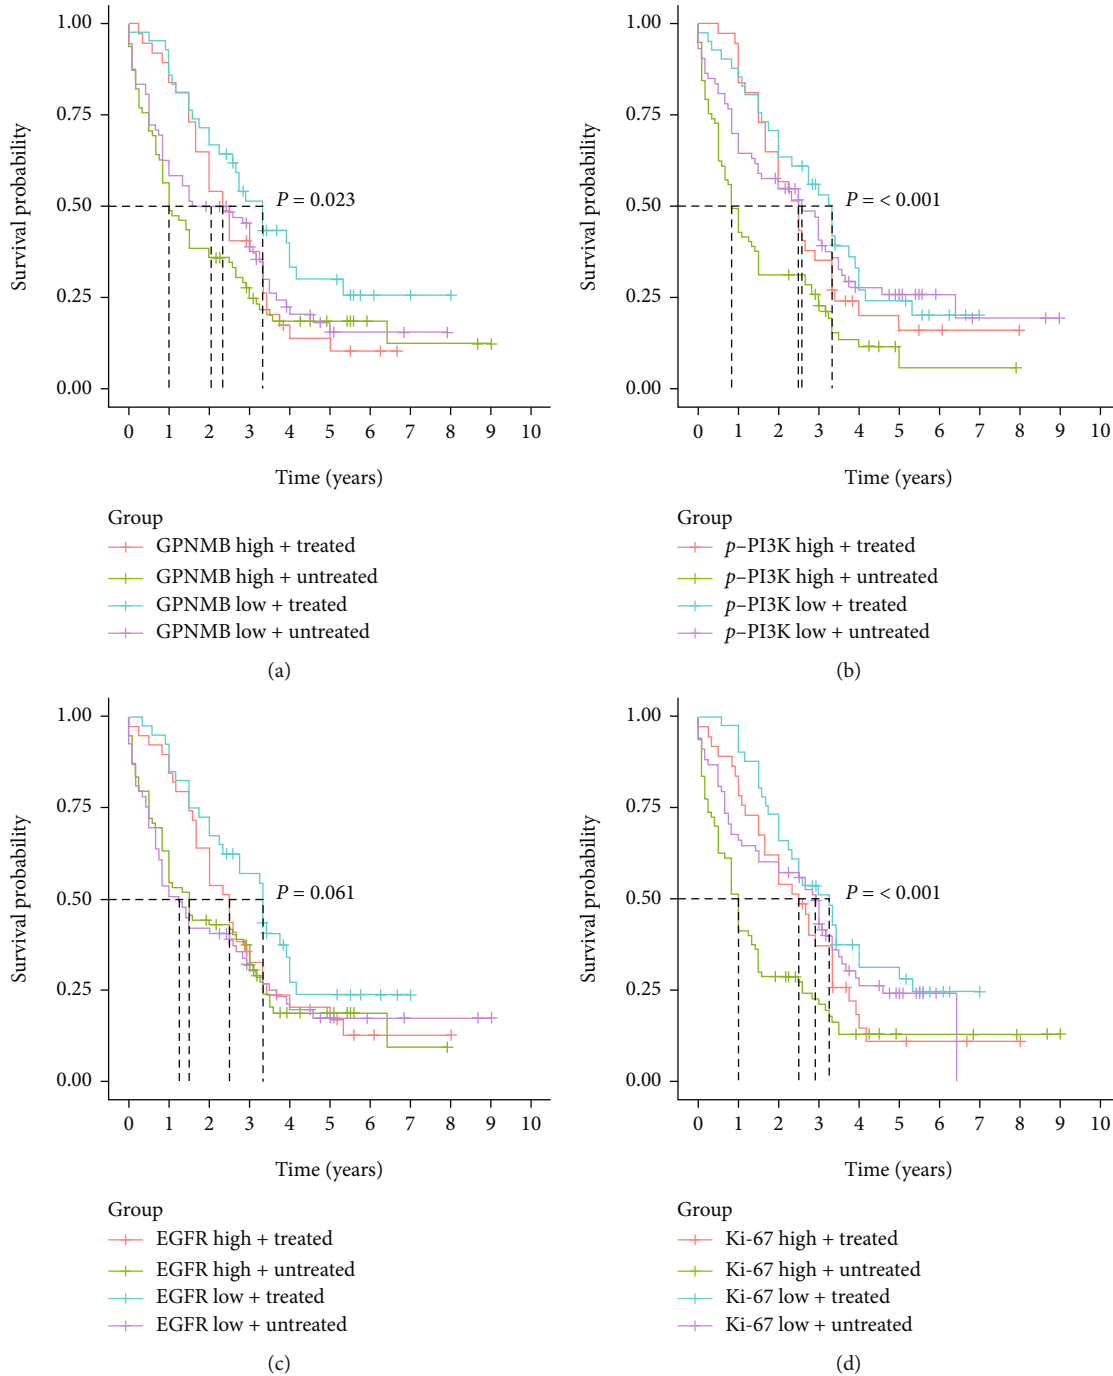 1.00
0.75
0.50
0.25
0.00
Survival probability
P = 0.023
0 1 2 3 4 5 6 7 8 9 10
Time (years)
Group
GPNMB high + treated
GPNMB high + untreated
GPNMB low + treated
GPNMB low + untreated
(a)
1.00
0.75
0.50
0.25
0.00
Survival probability
P = < 0.001
0 1 2 3 4 5 6 7 8 9 10
Time (years)
Group
p–PI3K high + treated
p–PI3K high + untreated
p–PI3K low + treated
p–PI3K low + untreated
(b)
1.00
0.75
0.50
0.25
0.00
Survival probability
P = 0.061
0 1 2 3 4 5 6 7 8 9 10
Time (years)
Group
EGFR high + treated
EGFR high + untreated
EGFR low + treated
EGFR low + untreated
(c)
1.00
0.75
0.50
0.25
0.00
Survival probability
P = < 0.001
0 1 2 3 4 5 6 7 8 9 10
Time (years)
Group
Ki-67 high + treated
Ki-67 high + untreated
Ki-67 low + treated
Ki-67 low + untreated
(d)